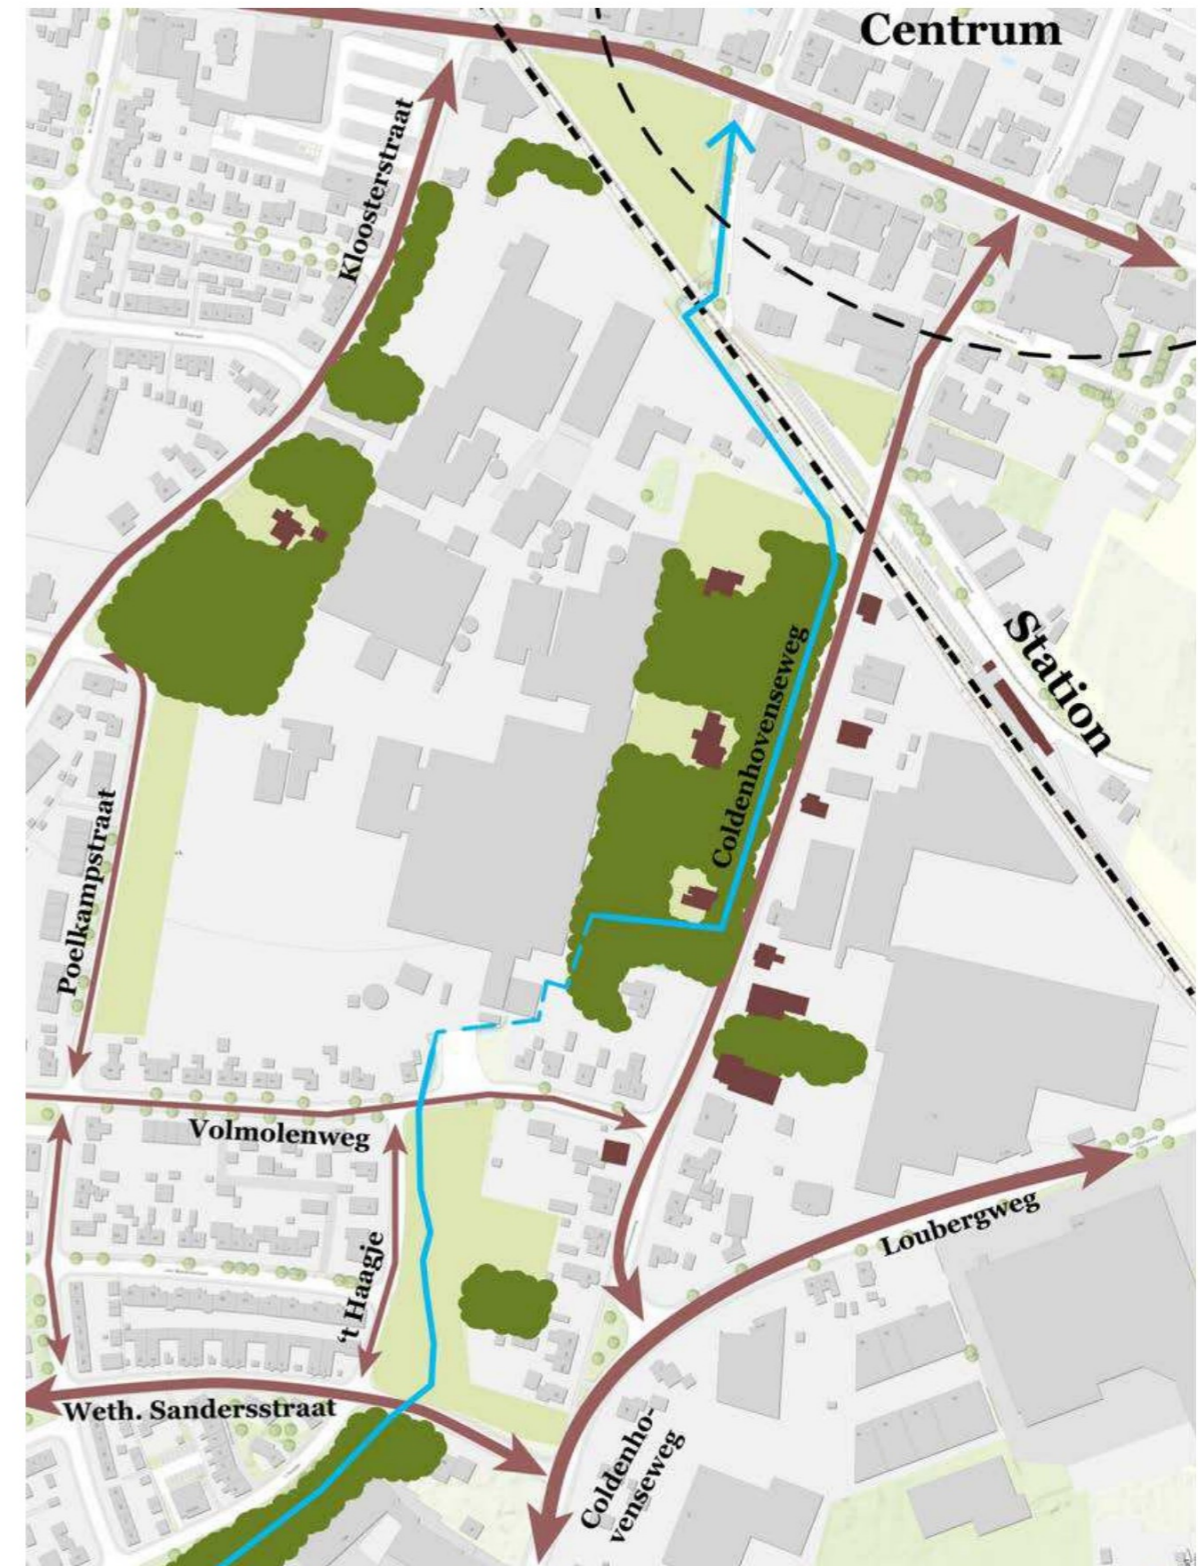 Centrum
Kloosterstraat
Station
Coldenhovenseweg
Poelkampstraat
Volmolenweg
Loubergweg
't Haagje
Weth. Sandersstraat
Coldenho-
venseweg